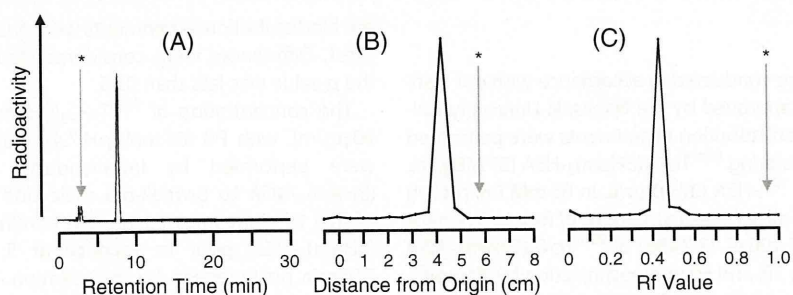 Radioactivity
(A)
(B)
(C)
*
*
*
0 10 20 30
0 1 2 3 4 5 6 7 8
0 0.2 0.4 0.6 0.8 1.0
Retention Time (min)
Distance from Origin (cm)
Rf Value